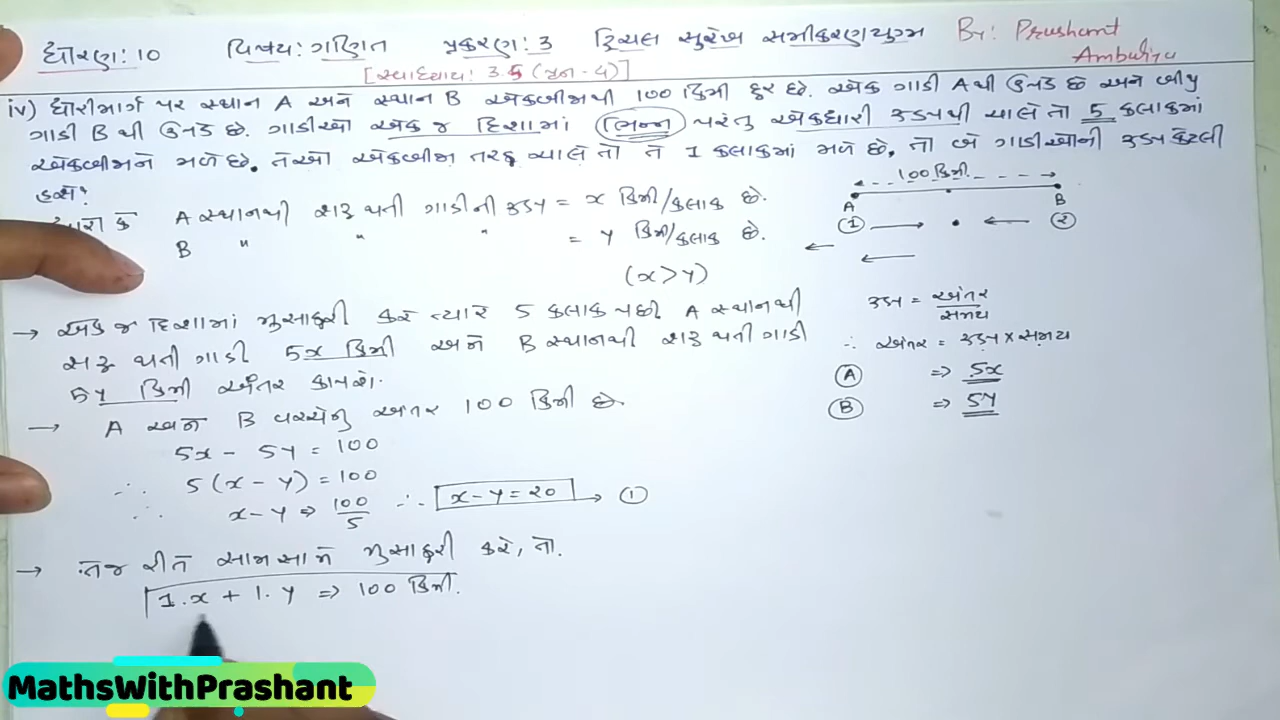 ધોરણ: 10 વિષય: ગણિત પ્રકરણ: 3 દ્વિચલ સુરેખ સમીકરણયુગ્મ By: Prashant Ambuliya
[સ્વાધ્યાય: 3.5 (પ્રશ્ન - 4)]
iv) ધોરીમાર્ગ પર સ્થાન A અને સ્થાન B એકબીજાથી 100 કિમી દૂર છે. એક ગાડી A થી ઉપડે છે અને બીજી
ગાડી B થી ઉપડે છે. ગાડીઓ એક જ દિશામાં (ભિન્ન) પરંતુ એકધારી ઝડપથી ચાલે તો 5 કલાકમાં
એકબીજાને મળે છે. તેઓ એકબીજા તરફ ચાલે તો તે 1 કલાકમાં મળે છે, તો બે ગાડીઓની ઝડપ કેટલી
હશે?
ધારો કે A સ્થાનથી શરૂ થતી ગાડીની ઝડપ = x કિમી/કલાક છે.
B " " " = y કિમી/કલાક છે.
(x > y)
100 કિમી.
A B
① ②
→ એક જ દિશામાં મુસાફરી કરે ત્યારે 5 કલાક પછી A સ્થાનથી
શરૂ થતી ગાડી 5x કિમી અને B સ્થાનથી શરૂ થતી ગાડી
5y કિમી અંતર કાપશે.
ઝડપ = અંતર / સમય
∴ અંતર = ઝડપ × સમય
Ⓐ ⇒ 5x
Ⓑ ⇒ 5y
→ A અને B વચ્ચેનુ અંતર 100 કિમી છે.
5x - 5y = 100
∴ 5(x - y) = 100
∴ x - y ⇒ 100/5 ∴ x - y = 20 → ①
→ તેજ રીતે સામસામે મુસાફરી કરે, તો.
1.x + 1.y ⇒ 100 કિમી.
MathsWithPrashant